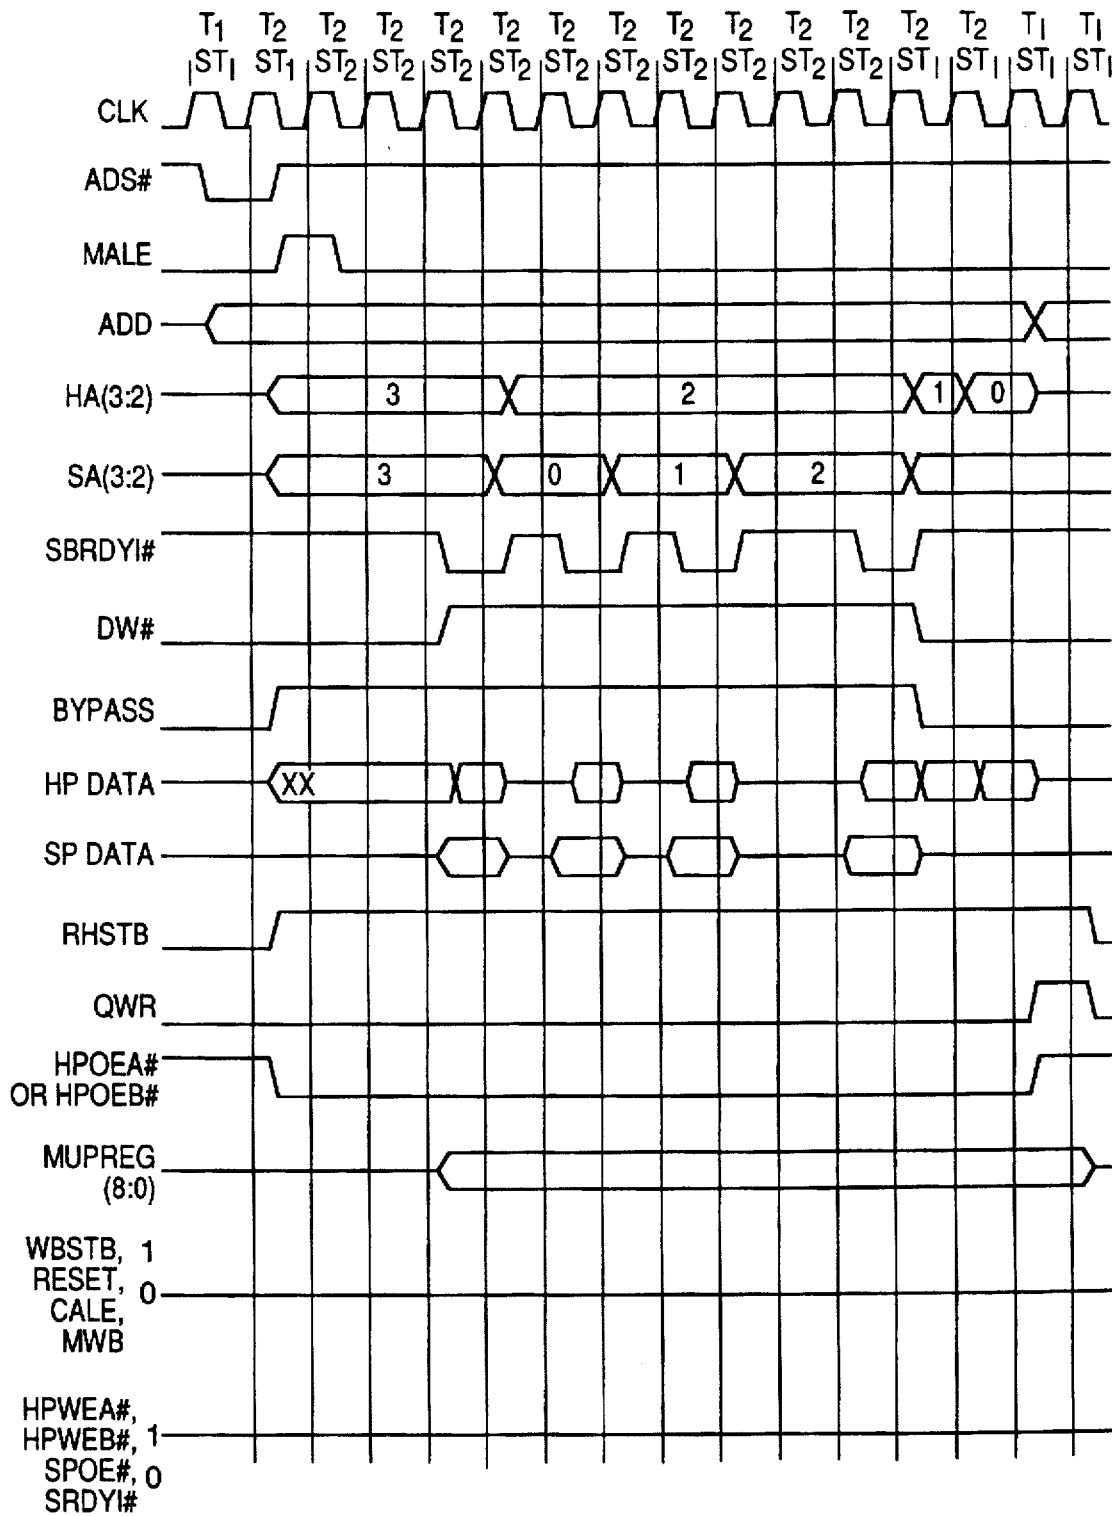 T1 T2 T2 T2 T2 T2 T2 T2 T2 T2 T2 T2 T2 T2 TI TI
STI ST1 ST2 ST2 ST2 ST2 ST2 ST2 ST2 ST2 ST2 ST2 STI STI STI STI
CLK
ADS#
MALE
ADD
HA(3:2) 3 2 1 0
SA(3:2) 3 0 1 2
SBRDYI#
DW#
BYPASS
HP DATA XX
SP DATA
RHSTB
QWR
HPOEA#
OR HPOEB#
MUPREG
(8:0)
WBSTB, 1
RESET, 0
CALE,
MWB
HPWEA#,
HPWEB#, 1
SPOE#, 0
SRDYI#